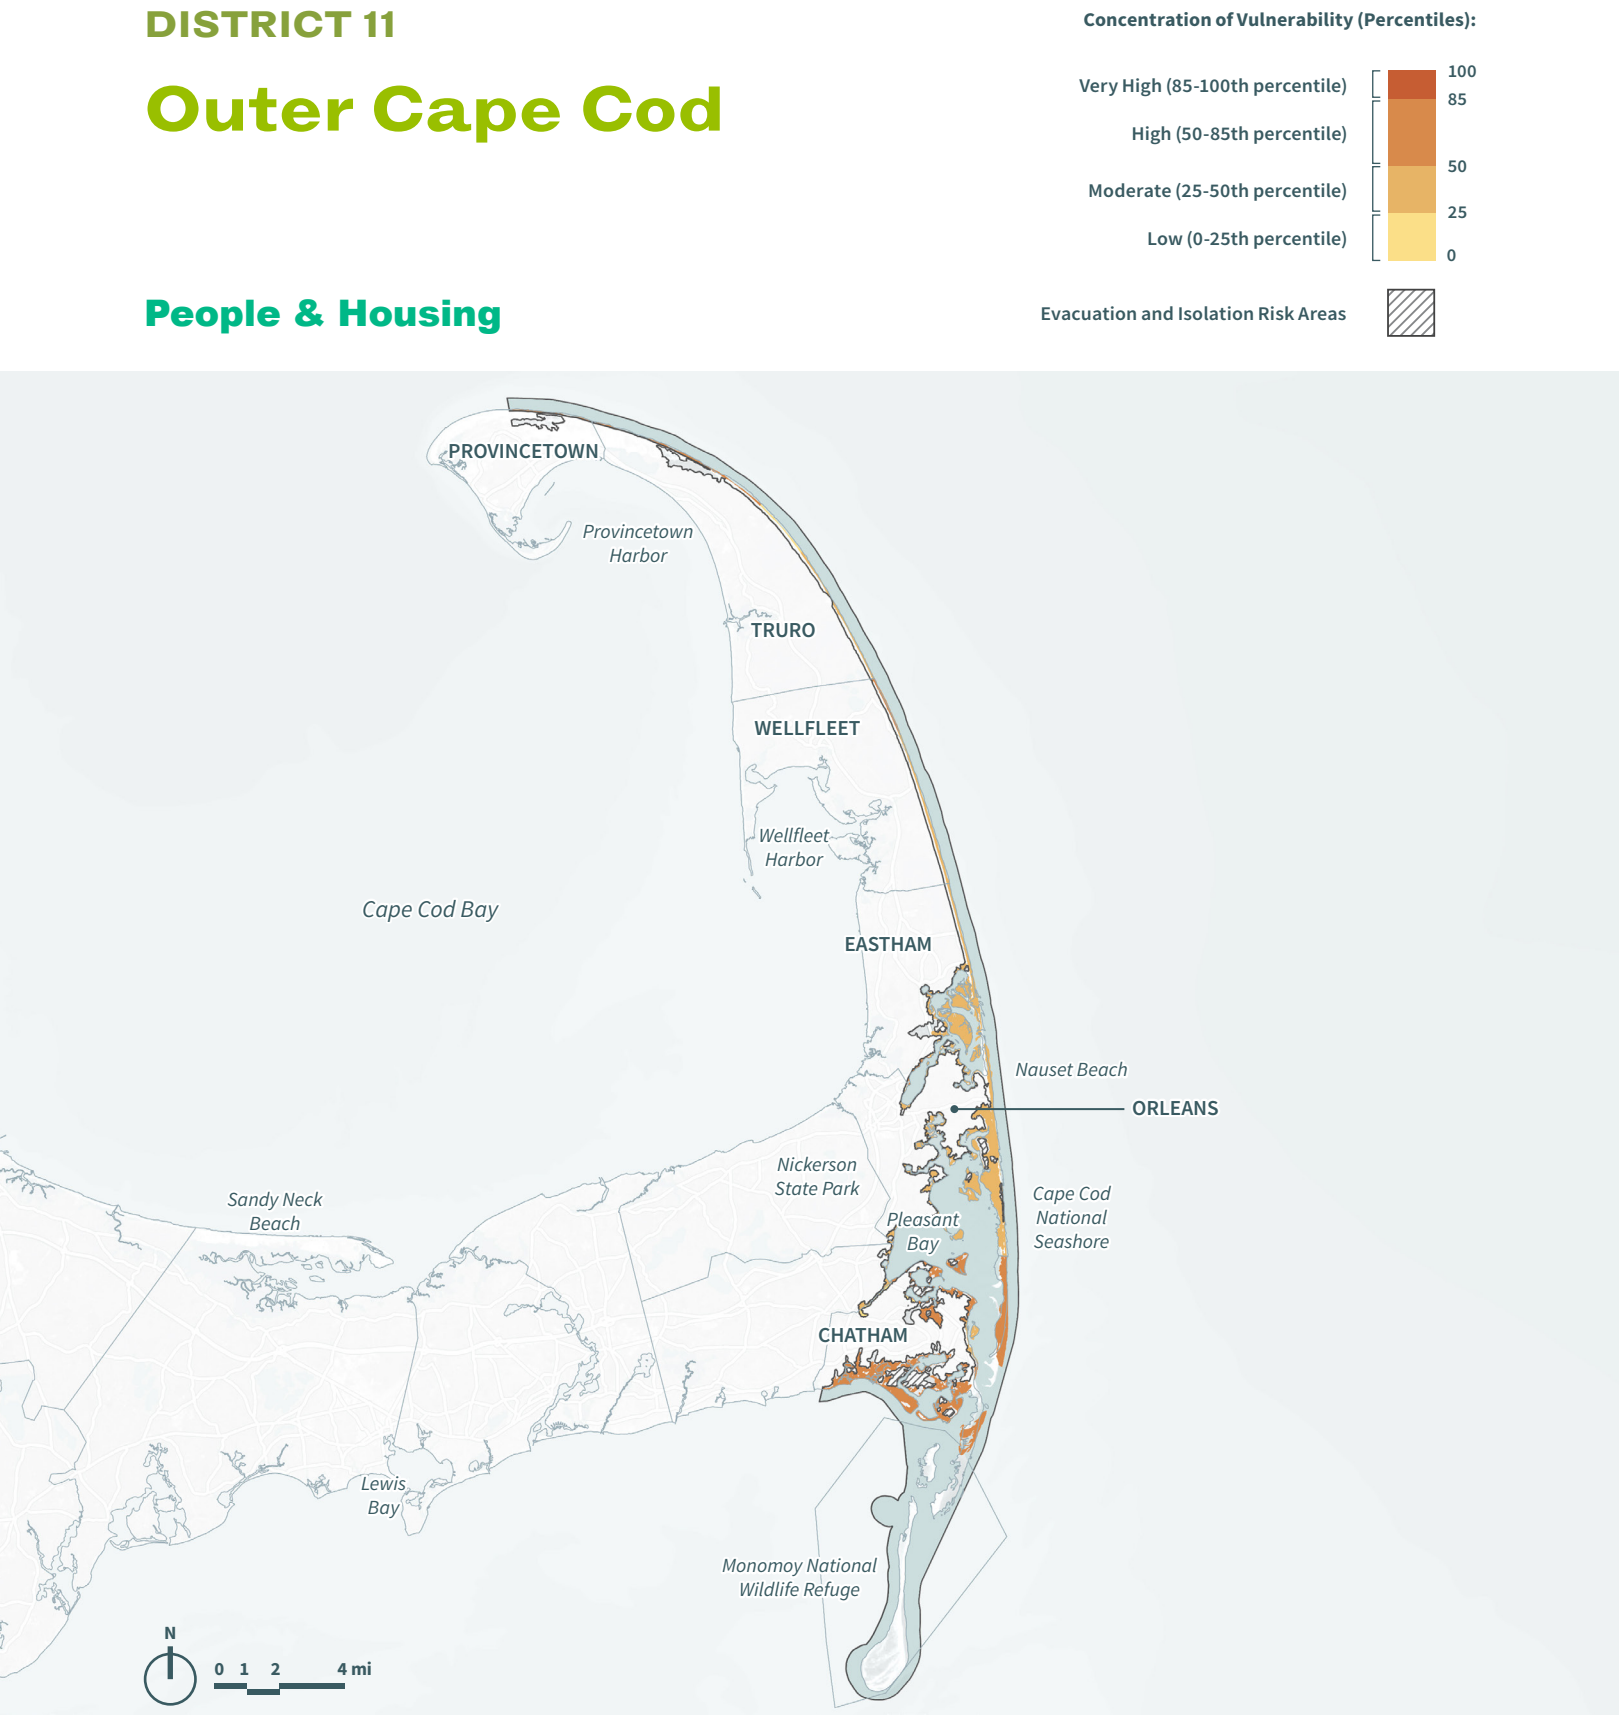 DISTRICT 11
Outer Cape Cod
People & Housing
Concentration of Vulnerability (Percentiles):
Very High (85-100th percentile)
High (50-85th percentile)
Moderate (25-50th percentile)
Low (0-25th percentile)
100
85
50
25
0
Evacuation and Isolation Risk Areas
PROVINCETOWN
Provincetown
Harbor
TRURO
WELLFLEET
Wellfleet
Harbor
Cape Cod Bay
EASTHAM
Nauset Beach
ORLEANS
Nickerson
State Park
Sandy Neck
Beach
Cape Cod
National
Seashore
Pleasant
Bay
CHATHAM
Lewis
Bay
Monomoy National
Wildlife Refuge
N
0 1 2 4 mi